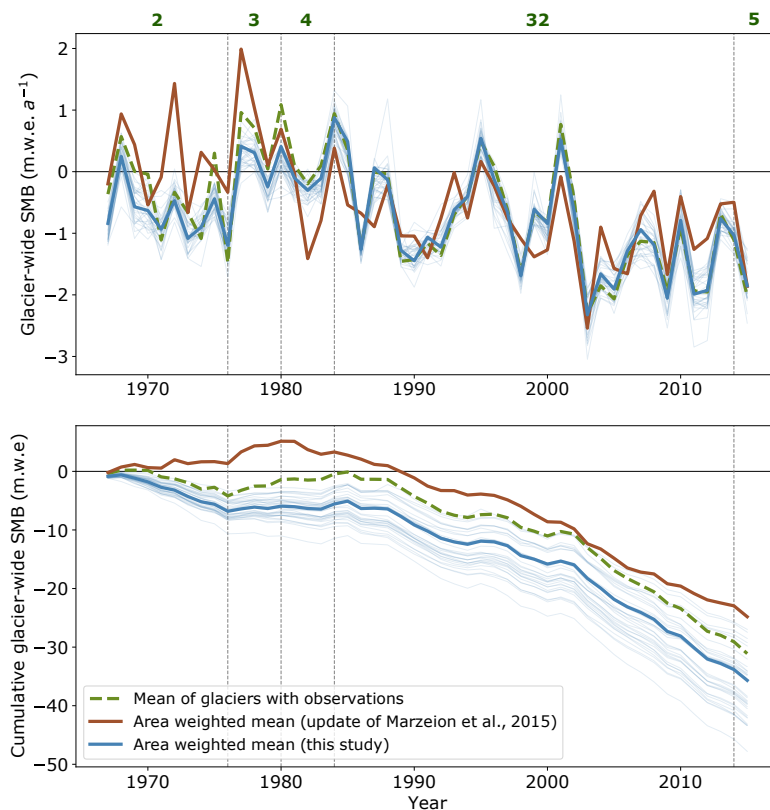 2 3 4 32 5
Glacier-wide SMB (m.w.e. a⁻¹)
2
1
0
−1
−2
−3
1970 1980 1990 2000 2010
Cumulative glacier-wide SMB (m.w.e)
0
−10
−20
−30
−40
−50
Mean of glaciers with observations
Area weighted mean (update of Marzeion et al., 2015)
Area weighted mean (this study)
1970 1980 1990 2000 2010
Year